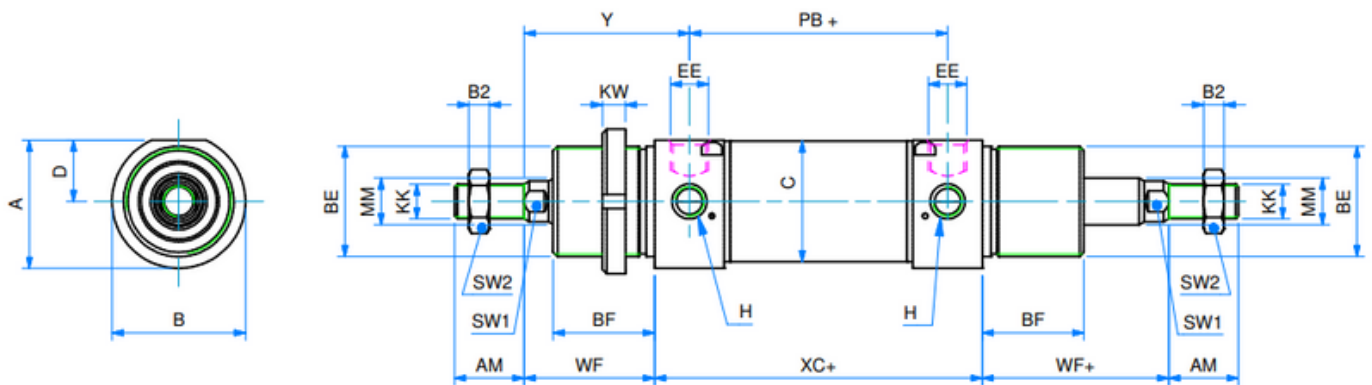 Y PB +
EE EE
B2 KW B2
D
A BE MM KK C KK MM BE
SW2 SW2
SW1 H H SW1
B BF BF
AM WF XC+ WF+ AM